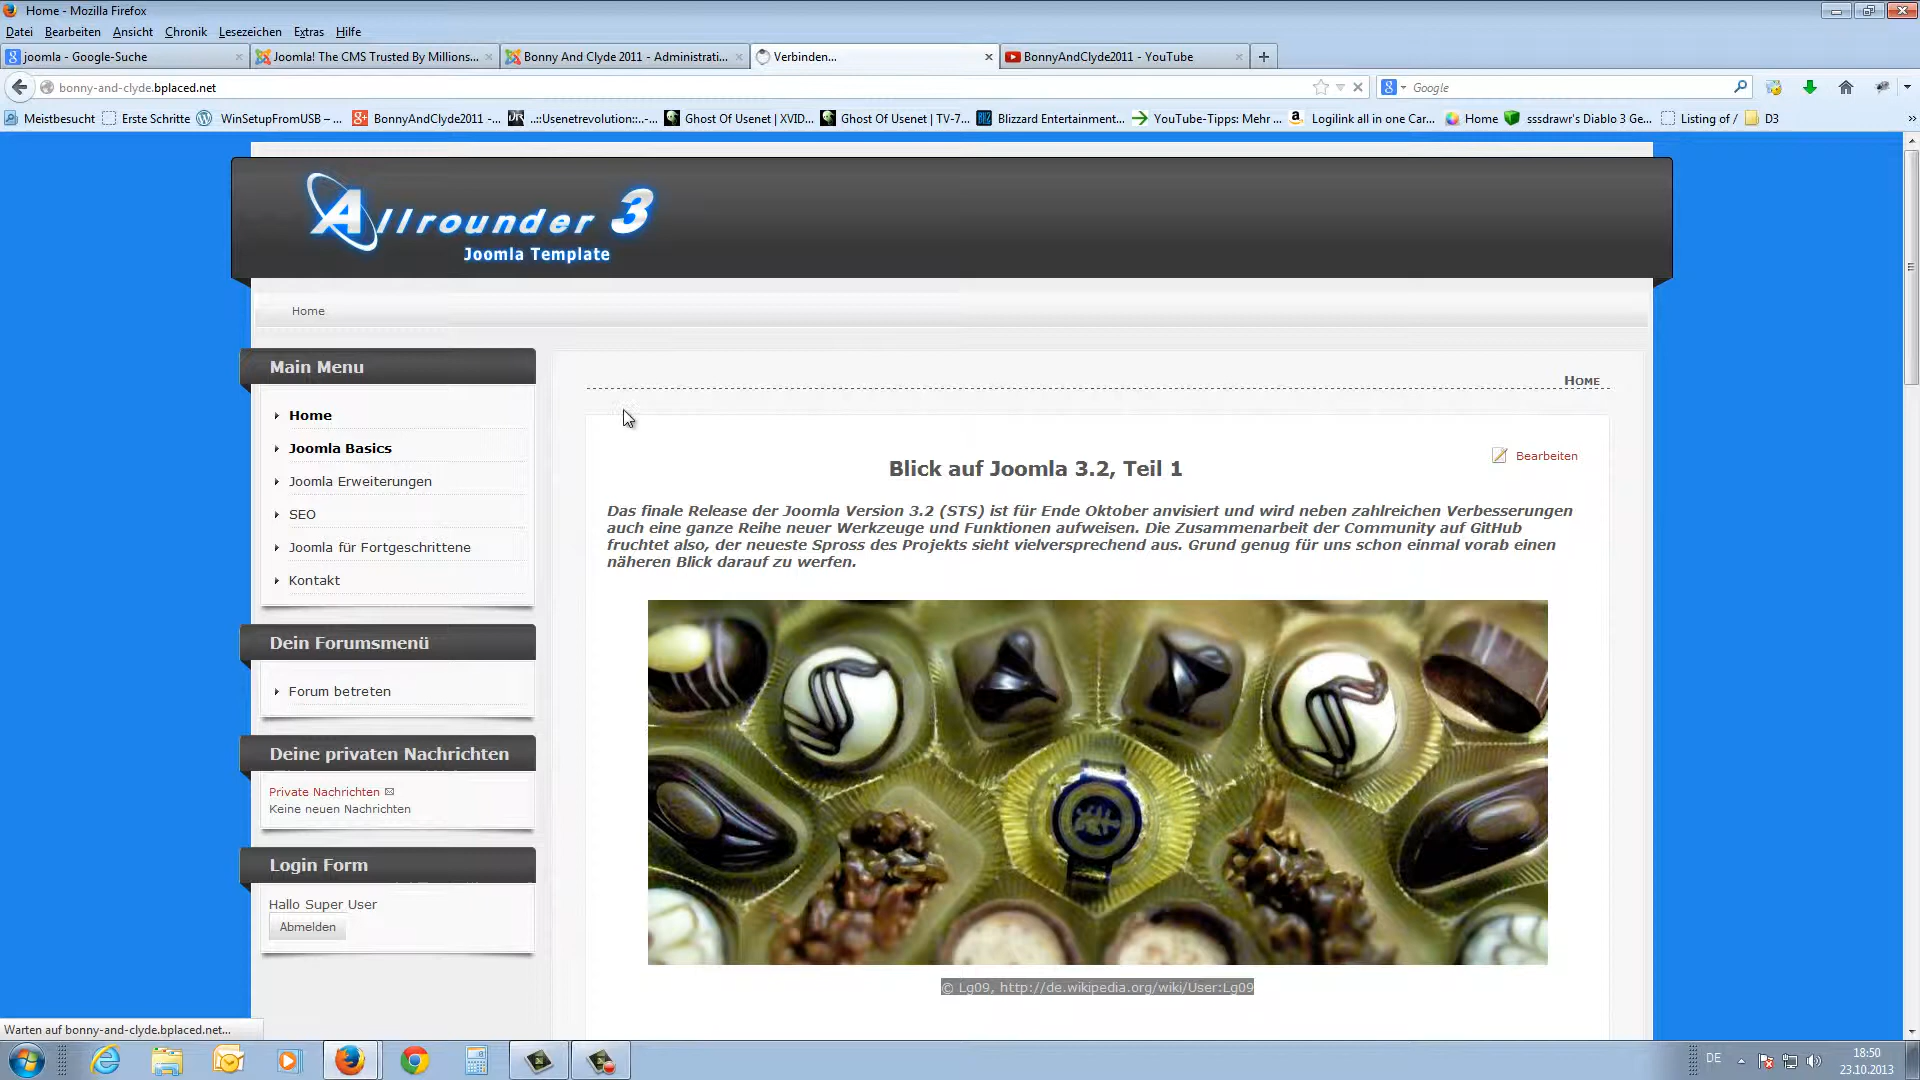 Home - Mozilla Firefox
Datei Bearbeiten Ansicht Chronik Lesezeichen Extras Hilfe
joomla - Google-Suche
Joomla! The CMS Trusted By Millions...
Bonny And Clyde 2011 - Administrati...
Verbinden...
BonnyAndClyde2011 - YouTube
bonny-and-clyde.bplaced.net
Google
Meistbesucht Erste Schritte WinSetupFromUSB – ... BonnyAndClyde2011 -... ..::Usenetrevolution::..-... Ghost Of Usenet | XVID... Ghost Of Usenet | TV-7... Blizzard Entertainment... YouTube-Tipps: Mehr ... Logilink all in one Car... Home sssdrawr's Diablo 3 Ge... Listing of / D3
Allrounder 3
Joomla Template
Home
Main Menu
Home
Joomla Basics
Joomla Erweiterungen
SEO
Joomla für Fortgeschrittene
Kontakt
Dein Forumsmenü
Forum betreten
Deine privaten Nachrichten
Private Nachrichten
Keine neuen Nachrichten
Login Form
Hallo Super User
Abmelden
Home
Bearbeiten
Blick auf Joomla 3.2, Teil 1
Das finale Release der Joomla Version 3.2 (STS) ist für Ende Oktober anvisiert und wird neben zahlreichen Verbesserungen
auch eine ganze Reihe neuer Werkzeuge und Funktionen aufweisen. Die Zusammenarbeit der Community auf GitHub
fruchtet also, der neueste Spross des Projekts sieht vielversprechend aus. Grund genug für uns schon einmal vorab einen
näheren Blick darauf zu werfen.
© Lg09, http://de.wikipedia.org/wiki/User:Lg09
Warten auf bonny-and-clyde.bplaced.net...
DE
18:50
23.10.2013